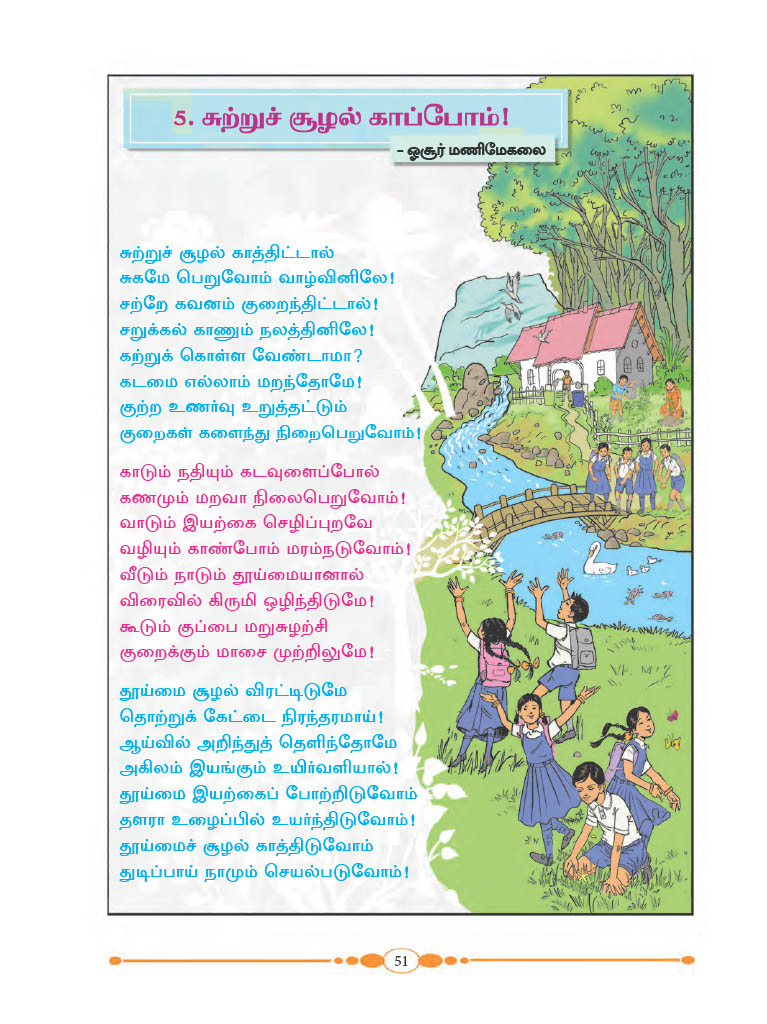 5. சுற்றுச் சூழல் காப்போம்!
– ஓசூர் மணிமேகலை
சுற்றுச் சூழல் காத்திட்டால்
சுகமே பெறுவோம் வாழ்வினிலே!
சற்றே கவனம் குறைந்திட்டால்!
சறுக்கல் காணும் நலத்தினிலே!
கற்றுக் கொள்ள வேண்டாமா?
கடமை எல்லாம் மறந்தோமே!
குற்ற உணர்வு உறுத்தட்டும்
குறைகள் களைந்து நிறைபெறுவோம்!
காடும் நதியும் கடவுளைப்போல்
கணமும் மறவா நிலைபெறுவோம்!
வாடும் இயற்கை செழிப்புறவே
வழியும் காண்போம் மரம்நடுவோம்!
வீடும் நாடும் தூய்மையானால்
விரைவில் கிருமி ஒழிந்திடுமே!
கூடும் குப்பை மறுசுழற்சி
குறைக்கும் மாசை முற்றிலுமே!
தூய்மை சூழல் விரட்டிடுமே
தொற்றுக் கேட்டை நிரந்தரமாய்!
ஆய்வில் அறிந்துத் தெளிந்தோமே
அகிலம் இயங்கும் உயிர்வளியால்!
தூய்மை இயற்கைப் போற்றிடுவோம்
தளரா உழைப்பில் உயர்ந்திடுவோம்!
தூய்மைச் சூழல் காத்திடுவோம்
துடிப்பாய் நாமும் செயல்படுவோம்!
51